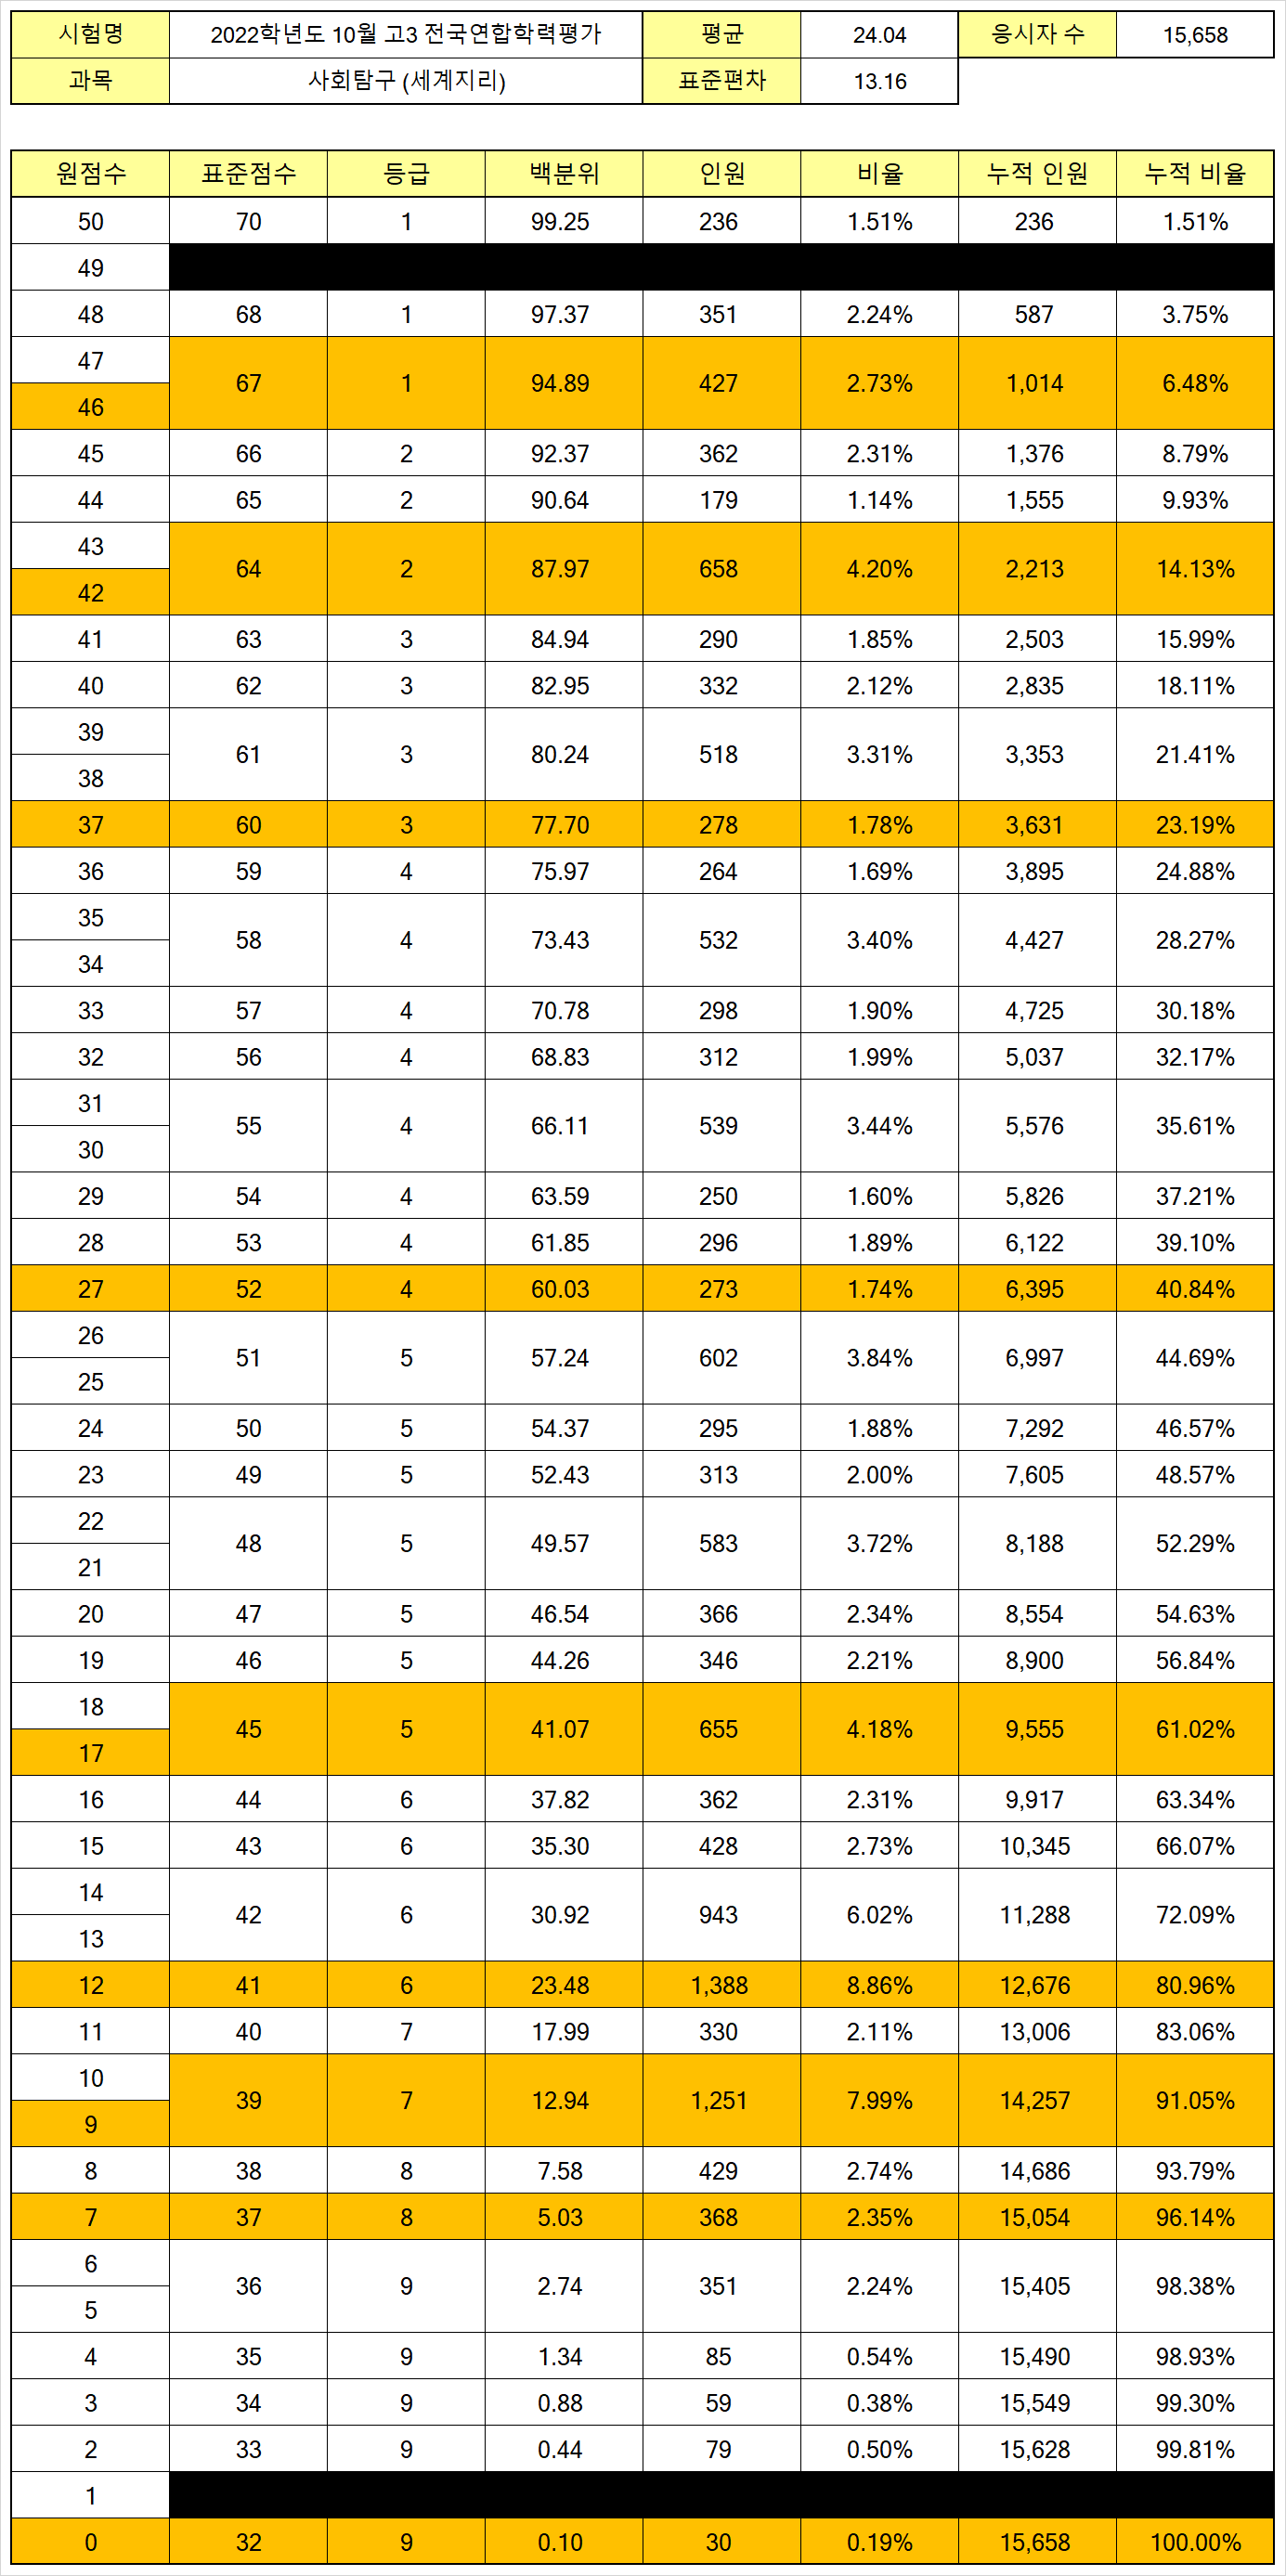 시험명 2022학년도 10월 고3 전국연합학력평가 평균 24.04 응시자 수 15,658
과목 사회탐구 (세계지리) 표준편차 13.16
원점수 표준점수 등급 백분위 인원 비율 누적 인원 누적 비율
50 70 1 99.25 236 1.51% 236 1.51%
49
48 68 1 97.37 351 2.24% 587 3.75%
47
67 1 94.89 427 2.73% 1,014 6.48%
46
45 66 2 92.37 362 2.31% 1,376 8.79%
44 65 2 90.64 179 1.14% 1,555 9.93%
43
64 2 87.97 658 4.20% 2,213 14.13%
42
41 63 3 84.94 290 1.85% 2,503 15.99%
40 62 3 82.95 332 2.12% 2,835 18.11%
39
61 3 80.24 518 3.31% 3,353 21.41%
38
37 60 3 77.70 278 1.78% 3,631 23.19%
36 59 4 75.97 264 1.69% 3,895 24.88%
35
58 4 73.43 532 3.40% 4,427 28.27%
34
33 57 4 70.78 298 1.90% 4,725 30.18%
32 56 4 68.83 312 1.99% 5,037 32.17%
31
55 4 66.11 539 3.44% 5,576 35.61%
30
29 54 4 63.59 250 1.60% 5,826 37.21%
28 53 4 61.85 296 1.89% 6,122 39.10%
27 52 4 60.03 273 1.74% 6,395 40.84%
26
51 5 57.24 602 3.84% 6,997 44.69%
25
24 50 5 54.37 295 1.88% 7,292 46.57%
23 49 5 52.43 313 2.00% 7,605 48.57%
22
48 5 49.57 583 3.72% 8,188 52.29%
21
20 47 5 46.54 366 2.34% 8,554 54.63%
19 46 5 44.26 346 2.21% 8,900 56.84%
18
45 5 41.07 655 4.18% 9,555 61.02%
17
16 44 6 37.82 362 2.31% 9,917 63.34%
15 43 6 35.30 428 2.73% 10,345 66.07%
14
42 6 30.92 943 6.02% 11,288 72.09%
13
12 41 6 23.48 1,388 8.86% 12,676 80.96%
11 40 7 17.99 330 2.11% 13,006 83.06%
10
39 7 12.94 1,251 7.99% 14,257 91.05%
9
8 38 8 7.58 429 2.74% 14,686 93.79%
7 37 8 5.03 368 2.35% 15,054 96.14%
6
36 9 2.74 351 2.24% 15,405 98.38%
5
4 35 9 1.34 85 0.54% 15,490 98.93%
3 34 9 0.88 59 0.38% 15,549 99.30%
2 33 9 0.44 79 0.50% 15,628 99.81%
1
0 32 9 0.10 30 0.19% 15,658 100.00%